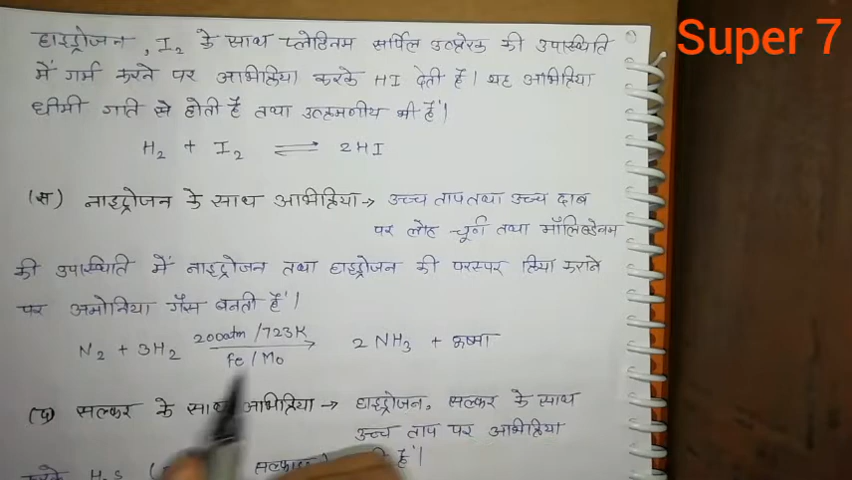 Super 7
हाइड्रोजन, I₂ के साथ प्लेटिनम सर्पिल उत्प्रेरक की उपास्थिति
में गर्म करने पर अभिक्रिया करके HI देती है। यह अभिक्रिया
धीमी गति से होती है तथा उत्क्रमणीय भी है।
H₂ + I₂ ⇌ 2HI
(स) नाइट्रोजन के साथ अभिक्रिया → उच्च ताप तथा उच्च दाब
पर लोह चूर्ण तथा मॉलिब्डेनम
की उपास्थिति में नाइट्रोजन तथा हाइड्रोजन की परस्पर क्रिया कराने
पर अमोनिया गैस बनती है।
200atm / 723K
N₂ + 3H₂ → 2NH₃ + ऊष्मा
Fe / Mo
(द) सल्फर के साथ अभिक्रिया → हाइड्रोजन, सल्फर के साथ
उच्च ताप पर अभिक्रिया
करके H₂S